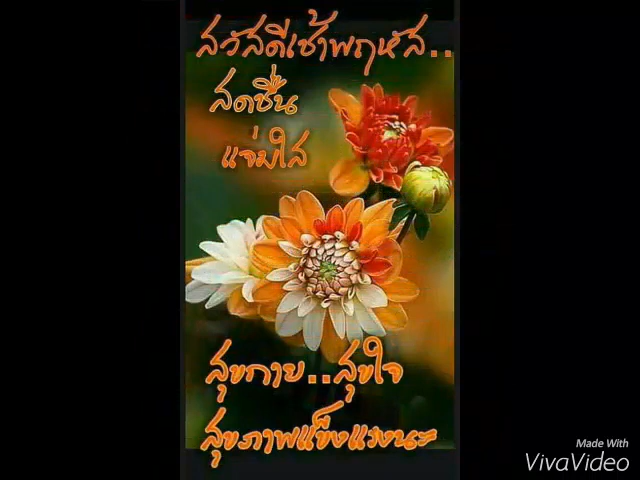 สวัสดีเช้าพฤหัส..
สดชื่น
แจ่มใส
สุขกาย..สุขใจ
สุขภาพแข็งแรงนะ
Made With
VivaVideo